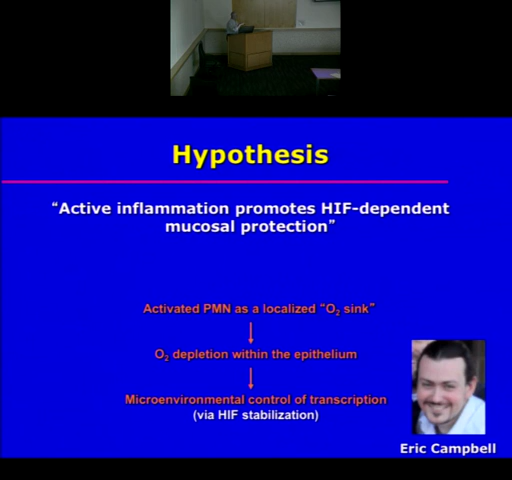 Hypothesis
“Active inflammation promotes HIF-dependent
mucosal protection”
Activated PMN as a localized “O₂ sink”
O₂ depletion within the epithelium
Microenvironmental control of transcription
(via HIF stabilization)
Eric Campbell